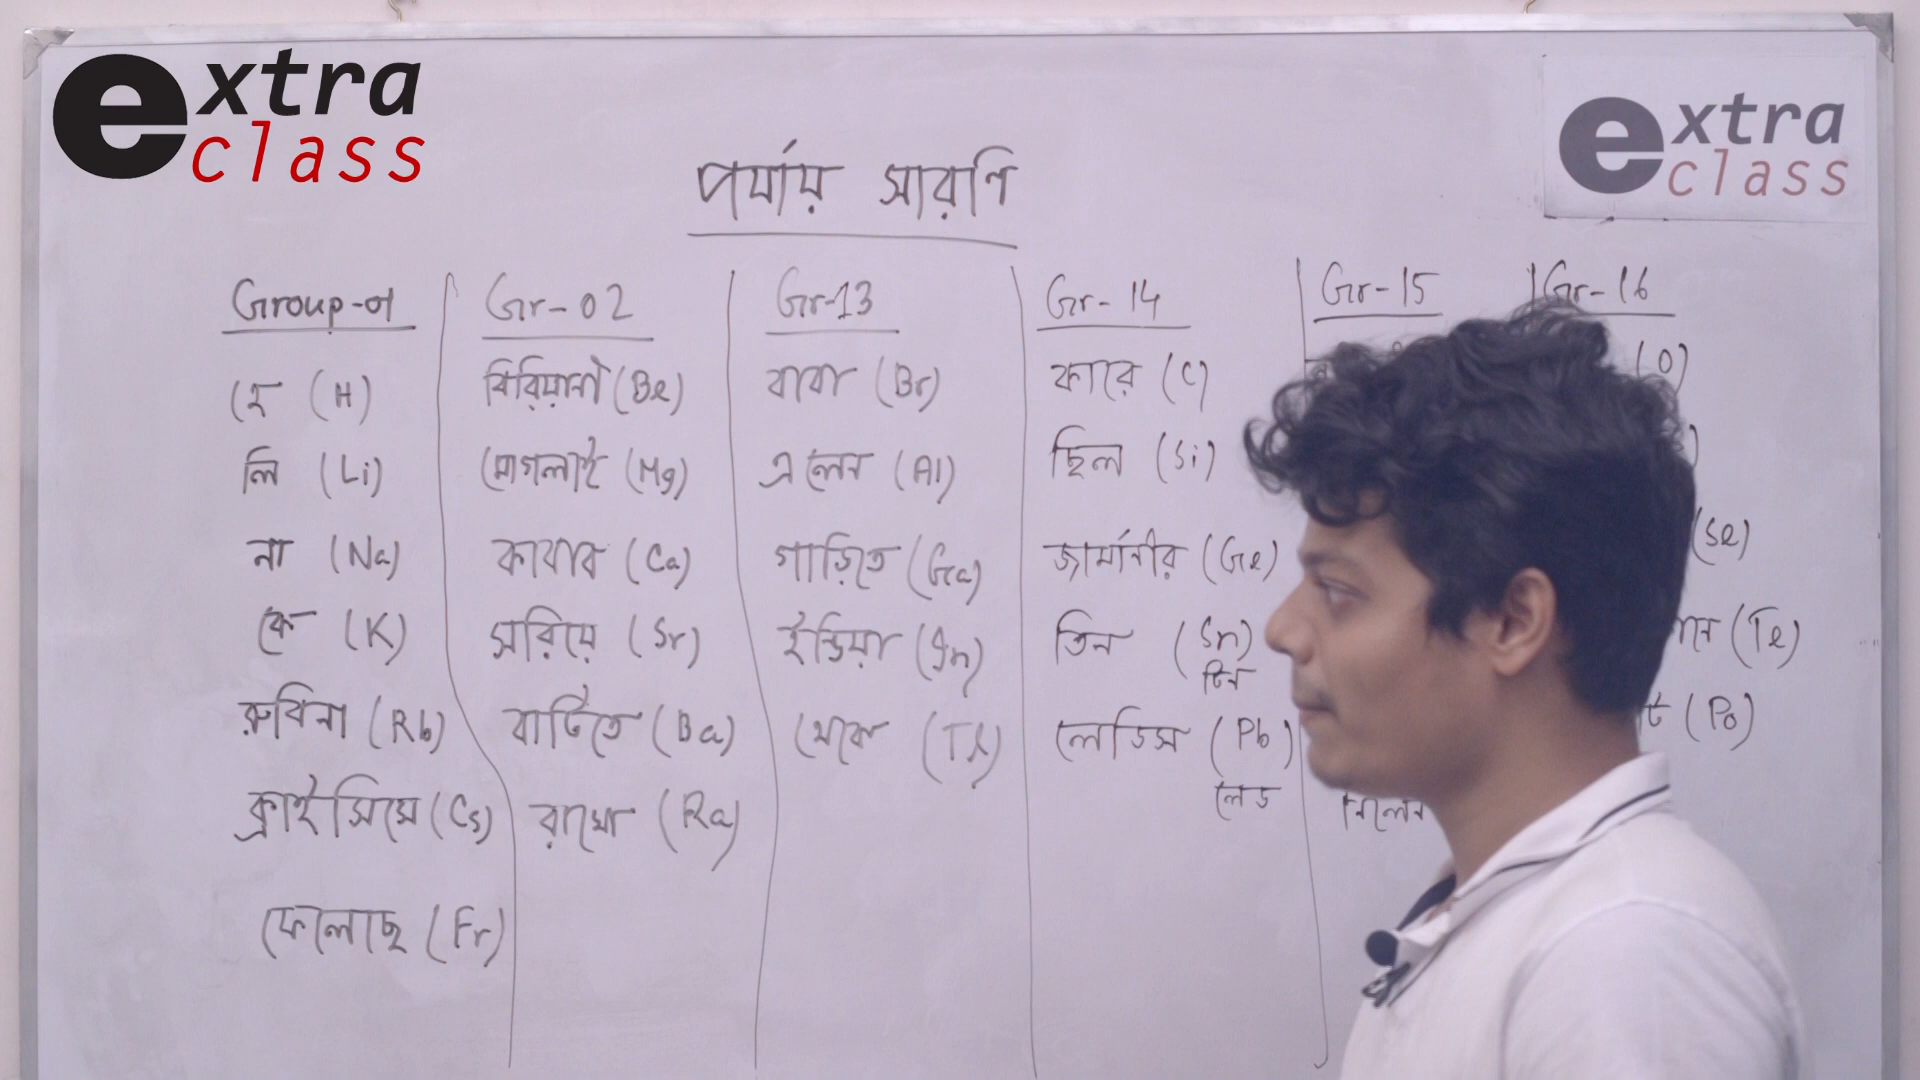 extra
class
extra
class
পর্যায় সারণি
Group-01
হে (H)
লি (Li)
না (Na)
কে (K)
রুবিনা (Rb)
ক্রাইসিসে (Cs)
ফেলেছে (Fr)
Gr-02
বিরিয়ানী (Be)
মোগলাই (Mg)
কাবাব (Ca)
সরিয়ে (Sr)
বাটিতে (Ba)
রাখো (Ra)
Gr-13
বাবা (Br)
এলেন (Al)
গাড়িতে (Ga)
ইন্ডিয়া (In)
থেকে (Tl)
Gr-14
কারে (C)
ছিল (Si)
জার্মানীর (Ge)
তিন (Sn)
টিন
লেডিস (Pb)
লেড
Gr-15
Gr-16
(O)
(Se)
(Te)
(Po)